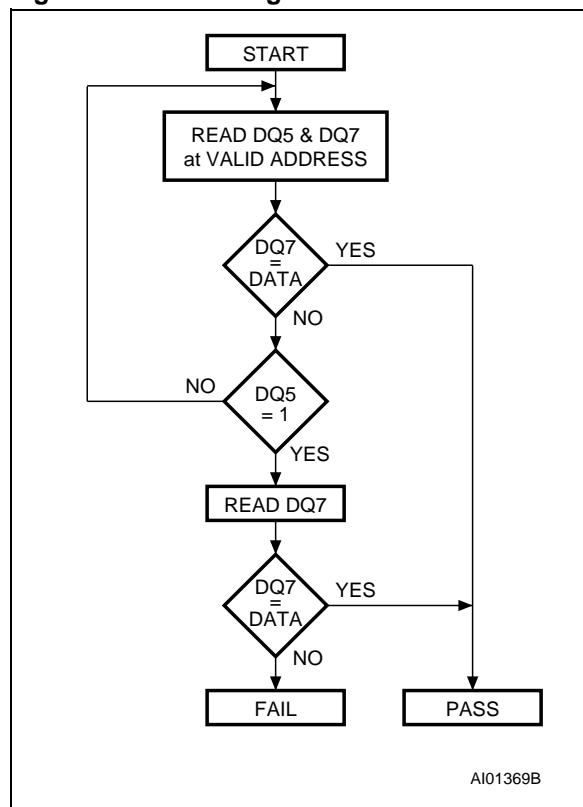 START
READ DQ5 & DQ7
at VALID ADDRESS
DQ7
=
DATA
YES
NO
NO
DQ5
= 1
YES
READ DQ7
DQ7
=
DATA
YES
NO
FAIL
PASS
AI01369B